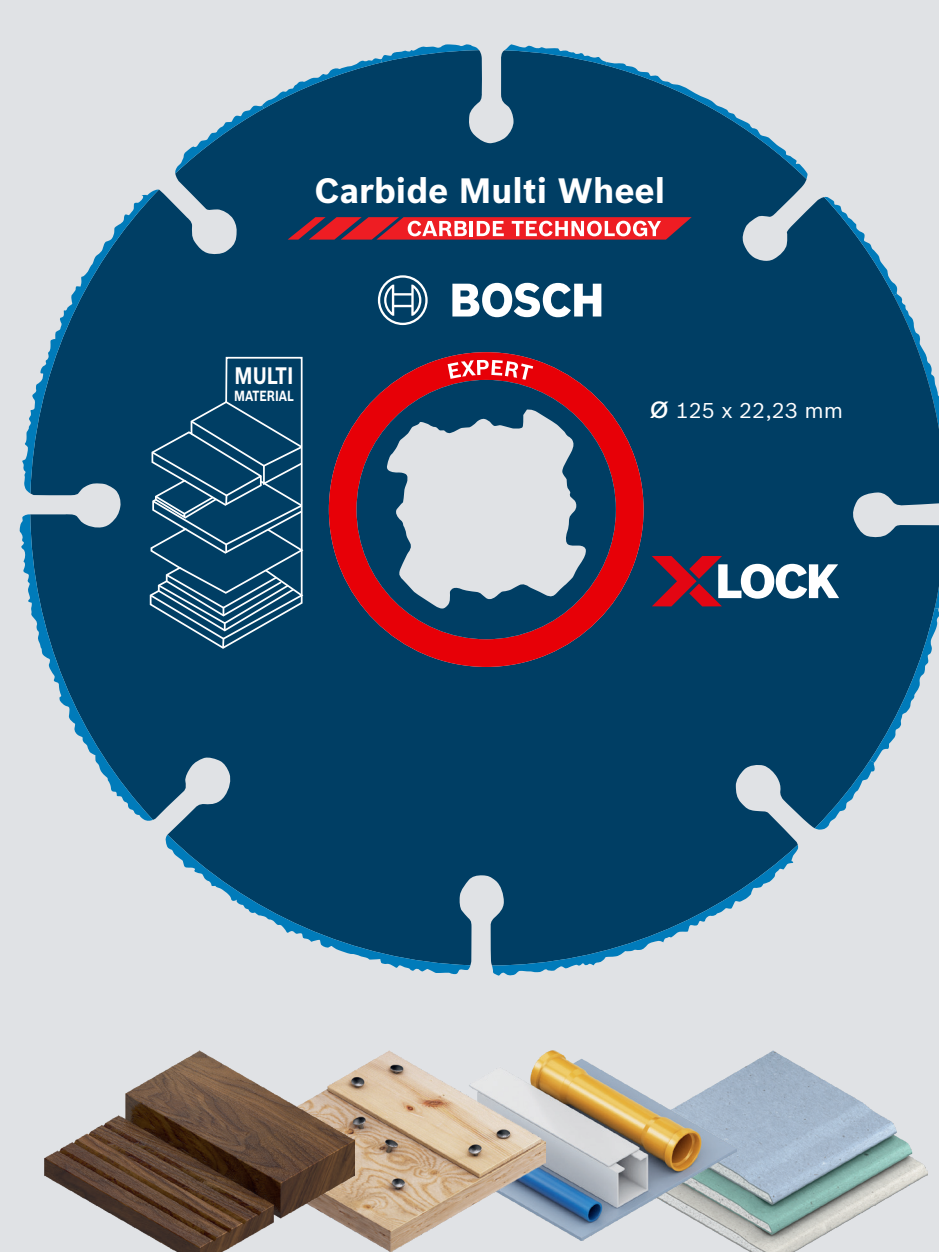 Carbide Multi Wheel
CARBIDE TECHNOLOGY
BOSCH
EXPERT
MULTI
MATERIAL
Ø 125 x 22,23 mm
XLOCK